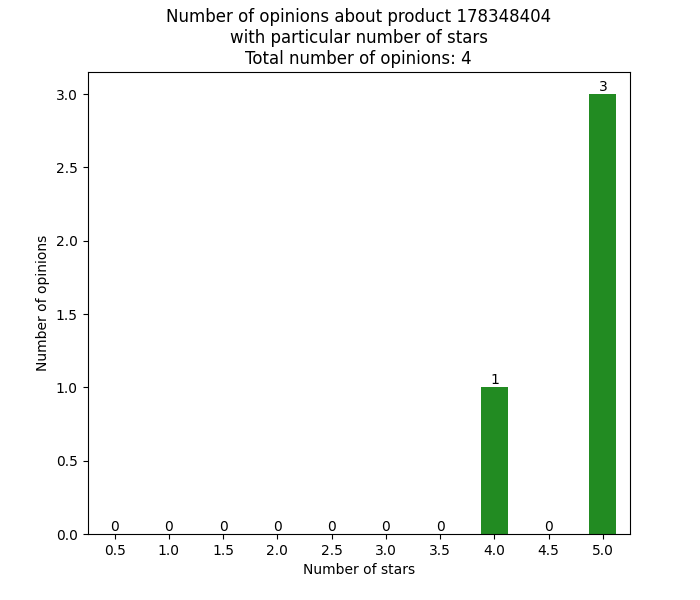 Number of opinions about product 178348404
with particular number of stars
Total number of opinions: 4
3.0
2.5
2.0
1.5
1.0
0.5
0.0
Number of opinions
0 0 0 0 0 0 0 1 0 3
0.5 1.0 1.5 2.0 2.5 3.0 3.5 4.0 4.5 5.0
Number of stars